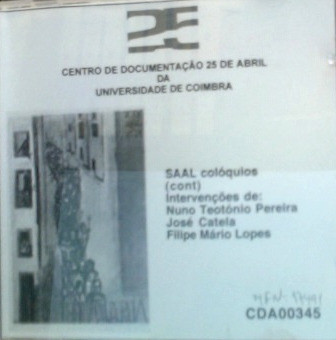 25
CENTRO DE DOCUMENTAÇÃO 25 DE ABRIL
DA
UNIVERSIDADE DE COIMBRA
SAAL colóquios
(cont)
Intervenções de:
Nuno Teotónio Pereira
José Catela
Filipe Mário Lopes
CDA00345